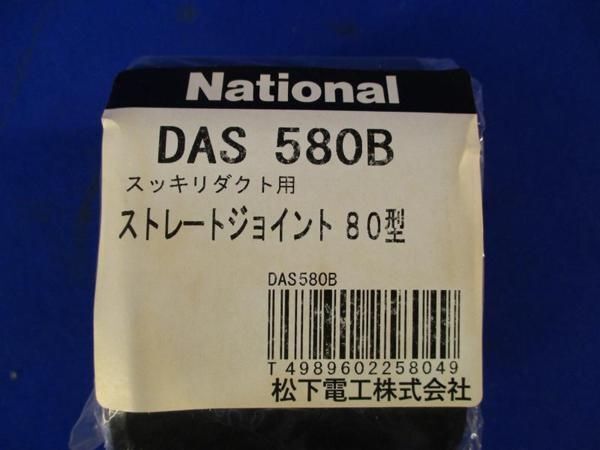 National
DAS 580B
スッキリダクト用
ストレートジョイント 80型
DAS580B
T 4989602258049
松下電工株式会社